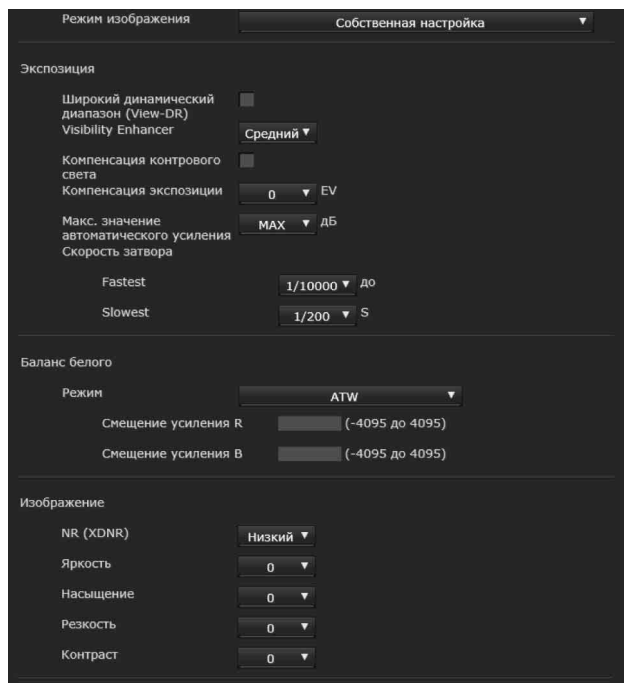 Режим изображения Собственная настройка
Экспозиция
Широкий динамический
диапазон (View-DR)
Visibility Enhancer Средний
Компенсация контрового
света
Компенсация экспозиции 0 EV
Макс. значение
автоматического усиления MAX дБ
Скорость затвора
Fastest 1/10000 до
Slowest 1/200 S
Баланс белого
Режим ATW
Смещение усиления R (-4095 до 4095)
Смещение усиления B (-4095 до 4095)
Изображение
NR (XDNR) Низкий
Яркость 0
Насыщение 0
Резкость 0
Контраст 0